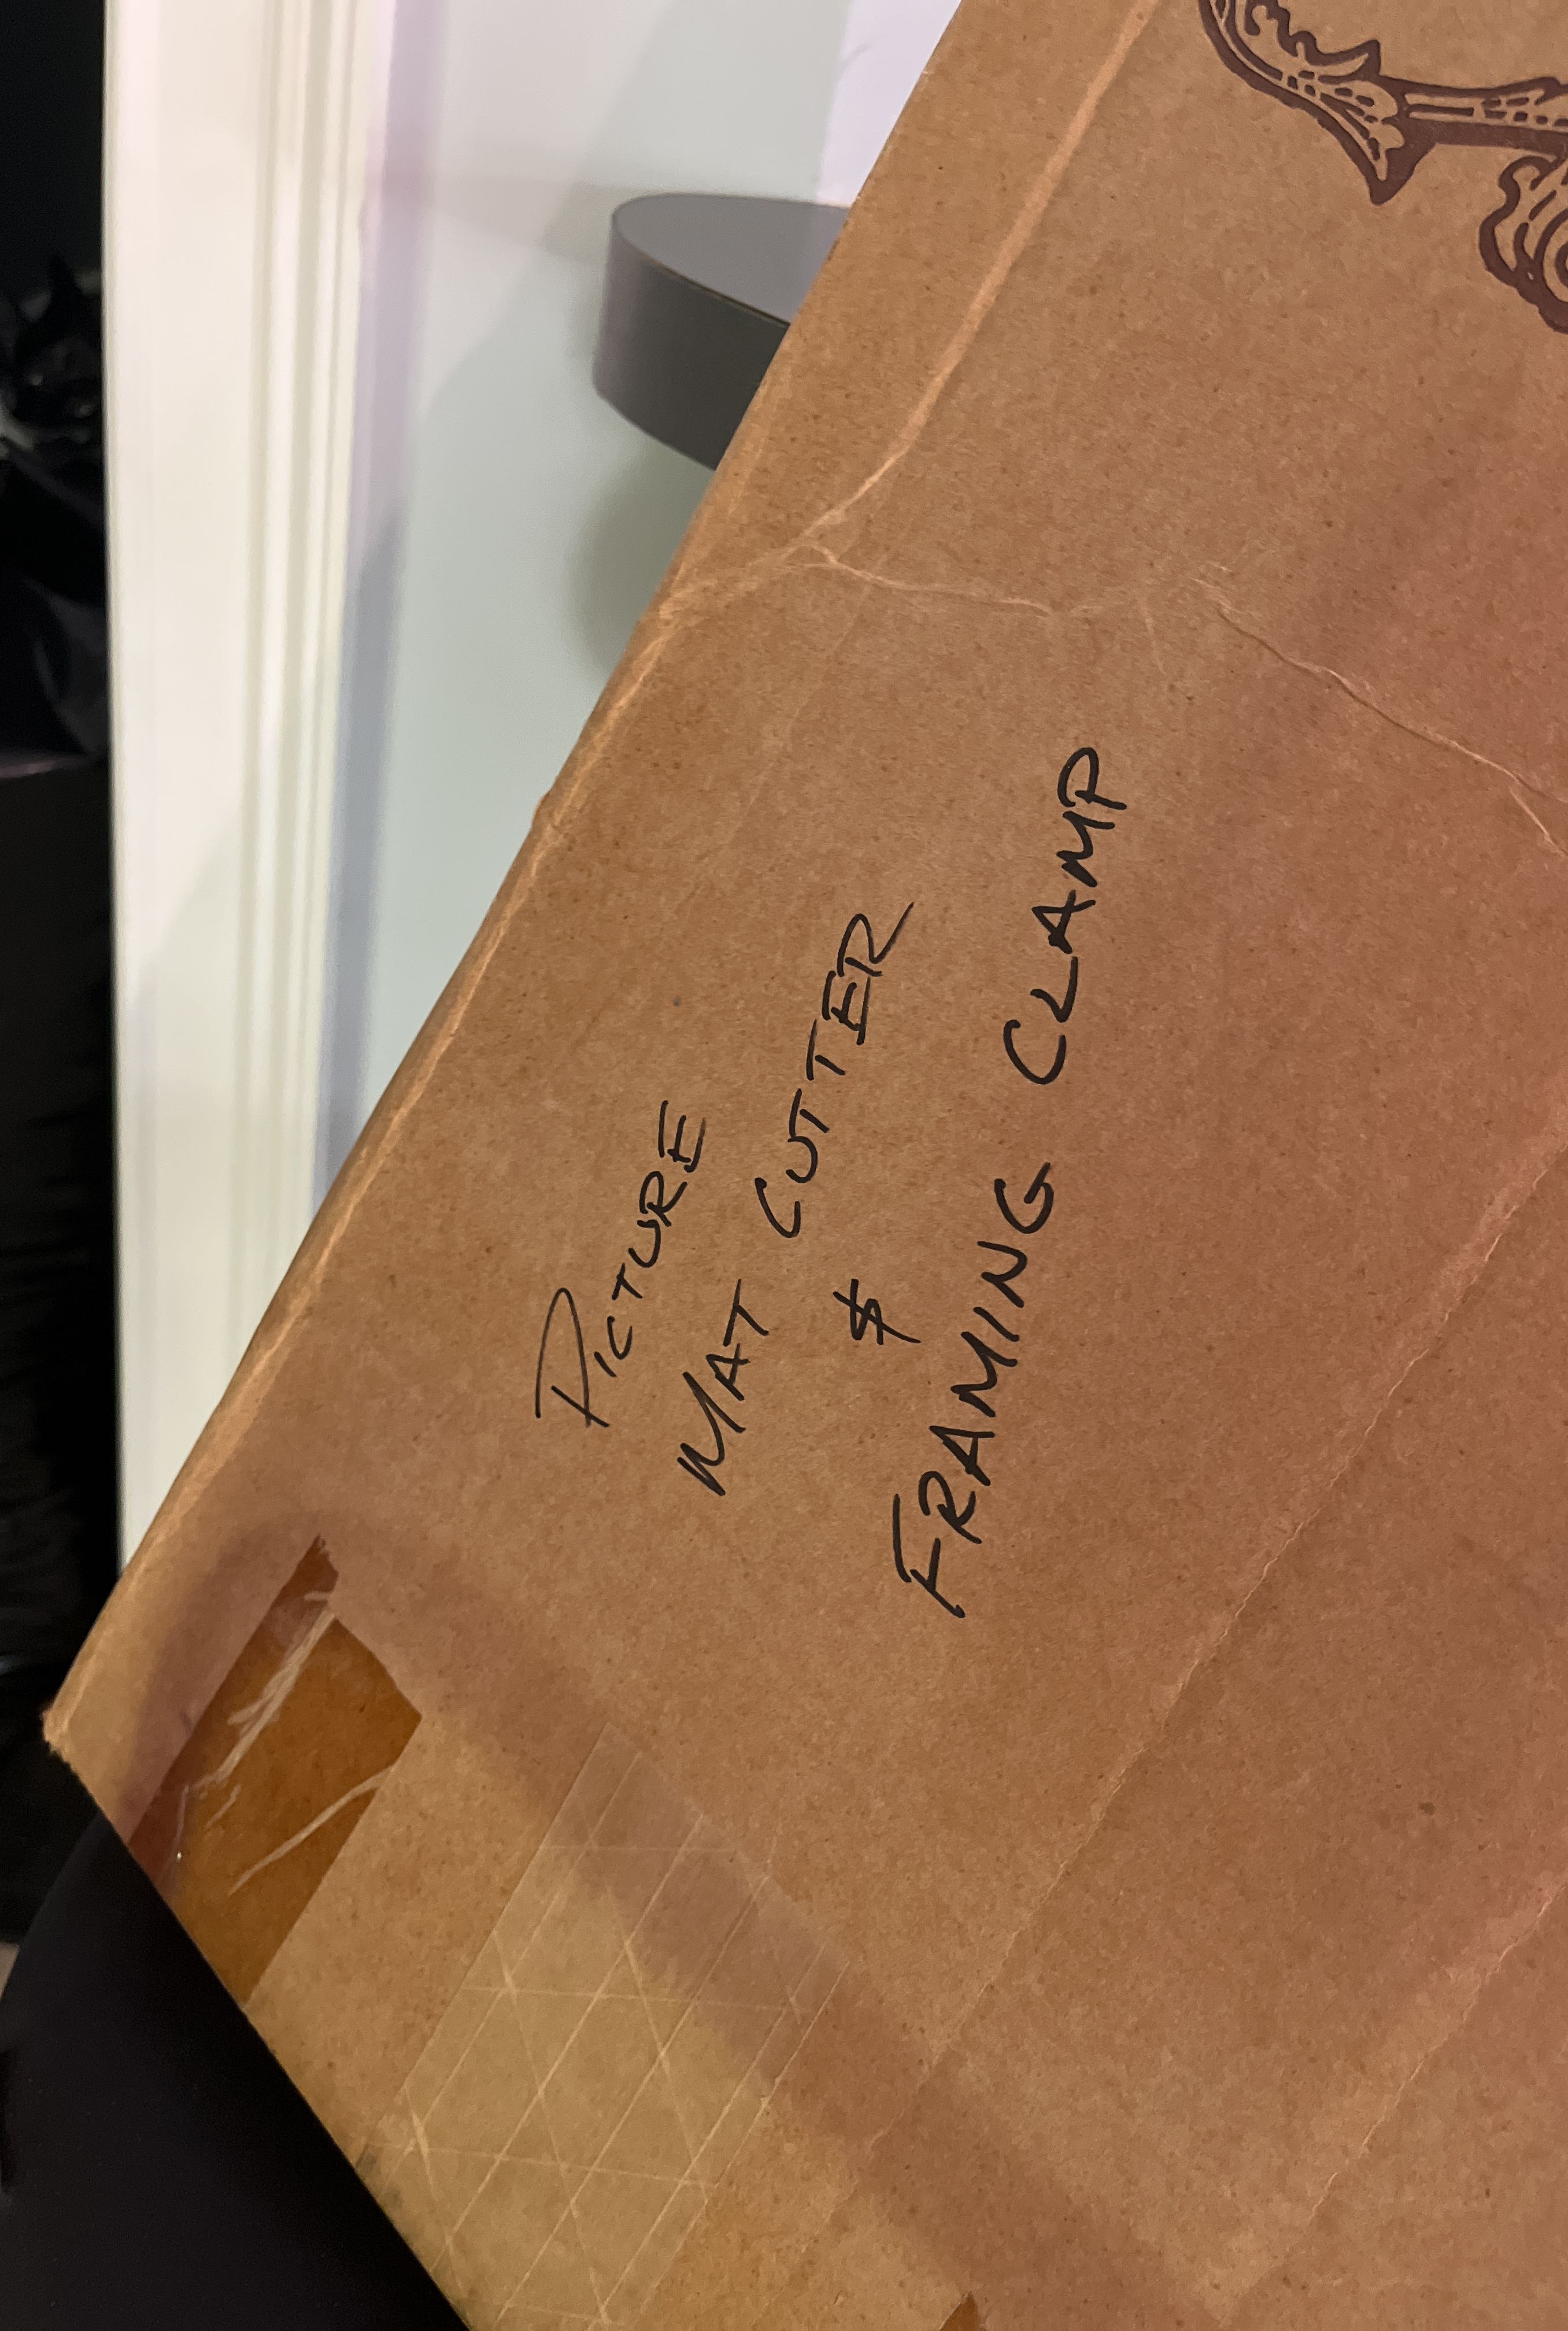 PICTURE
MAT CUTTER
&
FRAMING CLAMP